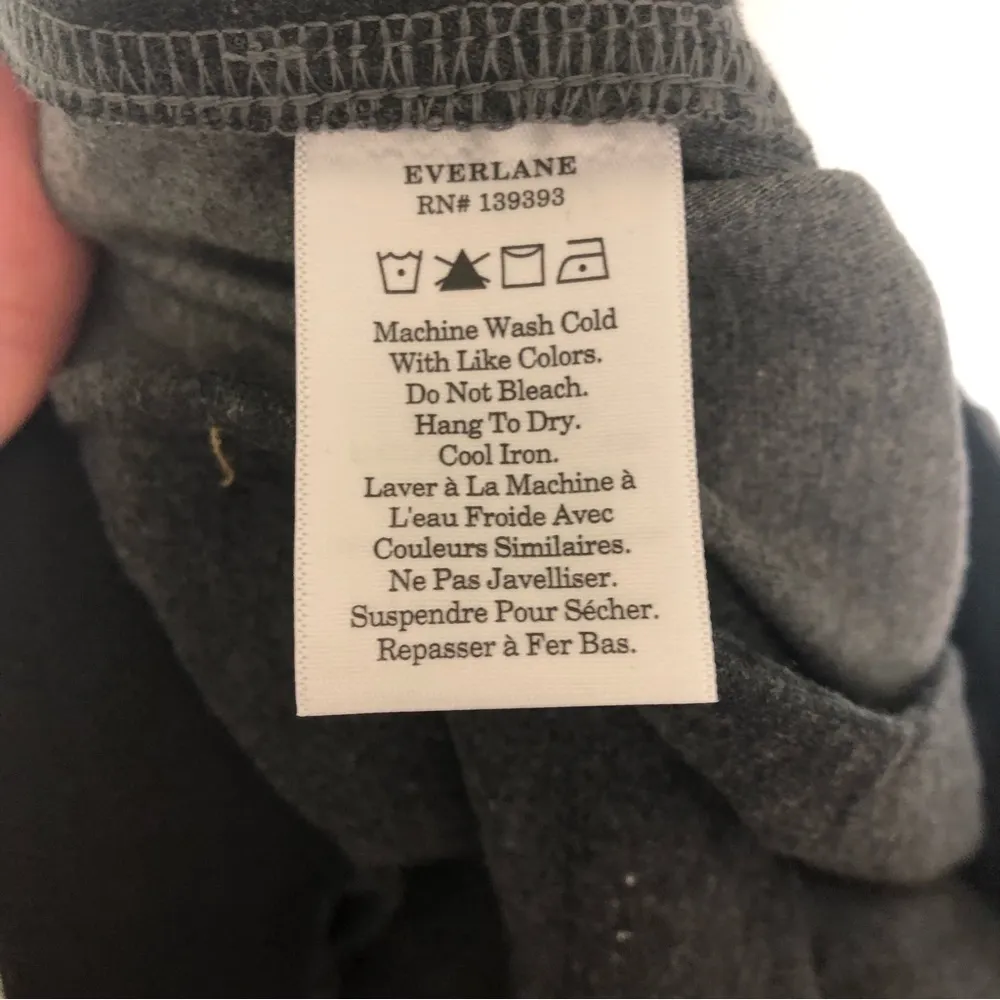 EVERLANE
RN# 139393
Machine Wash Cold
With Like Colors.
Do Not Bleach.
Hang To Dry.
Cool Iron.
Laver à La Machine à
L'eau Froide Avec
Couleurs Similaires.
Ne Pas Javelliser.
Suspendre Pour Sécher.
Repasser à Fer Bas.